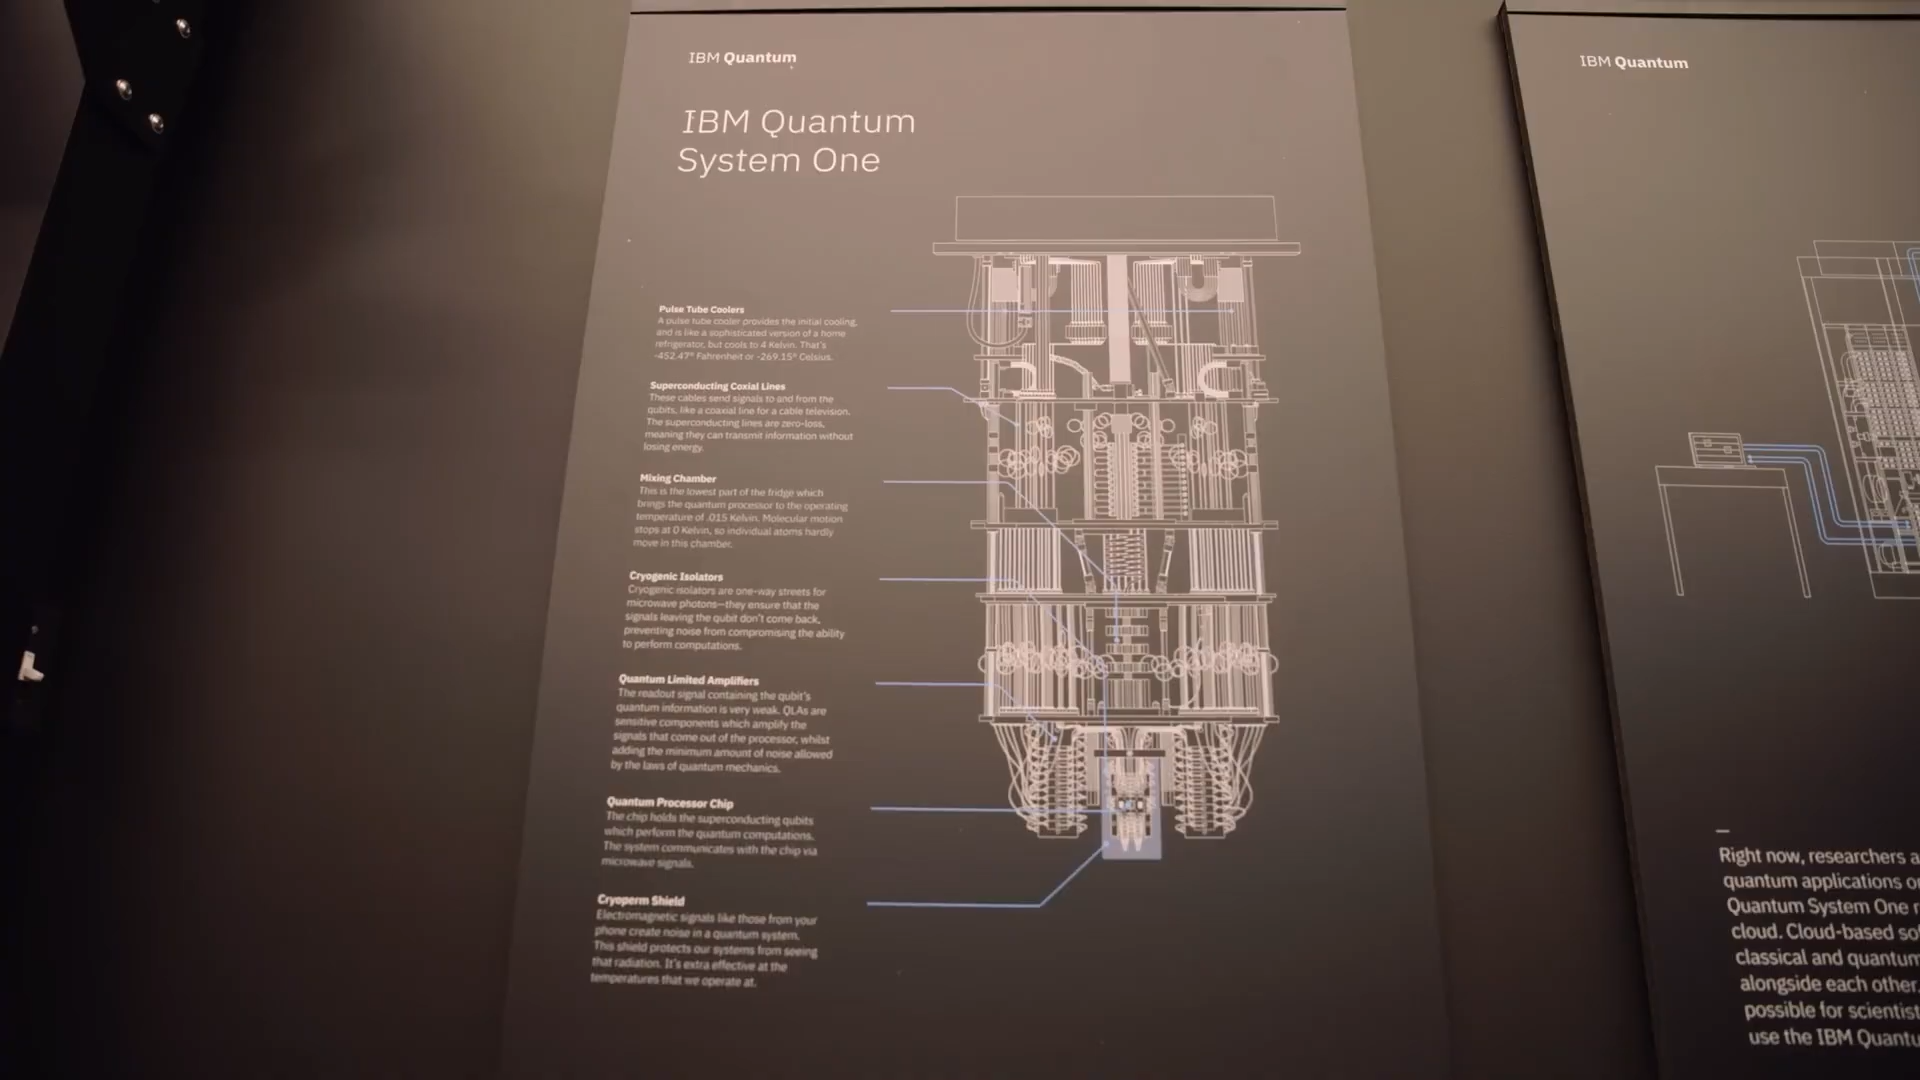 IBM Quantum
IBM Quantum
System One
Pulse Tube Coolers
A pulse tube cooler provides the initial cooling,
and is like a sophisticated version of a home
refrigerator, but cools to 4 Kelvin. That's
-452.47° Fahrenheit or -269.15° Celsius.
Superconducting Coxial Lines
These cables send signals to and from the
qubits, like a coaxial line for a cable television.
The superconducting lines are zero-loss,
meaning they can transmit information without
losing energy.
Mixing Chamber
This is the lowest part of the fridge which
brings the quantum processor to the operating
temperature of .015 Kelvin. Molecular motion
stops at 0 Kelvin, so individual atoms hardly
move in this chamber.
Cryogenic Isolators
Cryogenic isolators are one-way streets for
microwave photons—they ensure that the
signals leaving the qubit don't come back,
preventing noise from compromising the ability
to perform computations.
Quantum Limited Amplifiers
The readout signal containing the qubit's
quantum information is very weak. QLAs are
sensitive components which amplify the
signals that come out of the processor, whilst
adding the minimum amount of noise allowed
by the laws of quantum mechanics.
Quantum Processor Chip
The chip holds the superconducting qubits
which perform the quantum computations.
The system communicates with the chip via
microwave signals.
Cryoperm Shield
Electromagnetic signals like those from your
phone create noise in a quantum system.
This shield protects our systems from seeing
that radiation. It's extra effective at the
temperatures that we operate at.
IBM Quantum
Right now, researchers a
quantum applications o
Quantum System One
cloud. Cloud-based so
classical and quantum
alongside each other,
possible for scientist
use the IBM Quantu